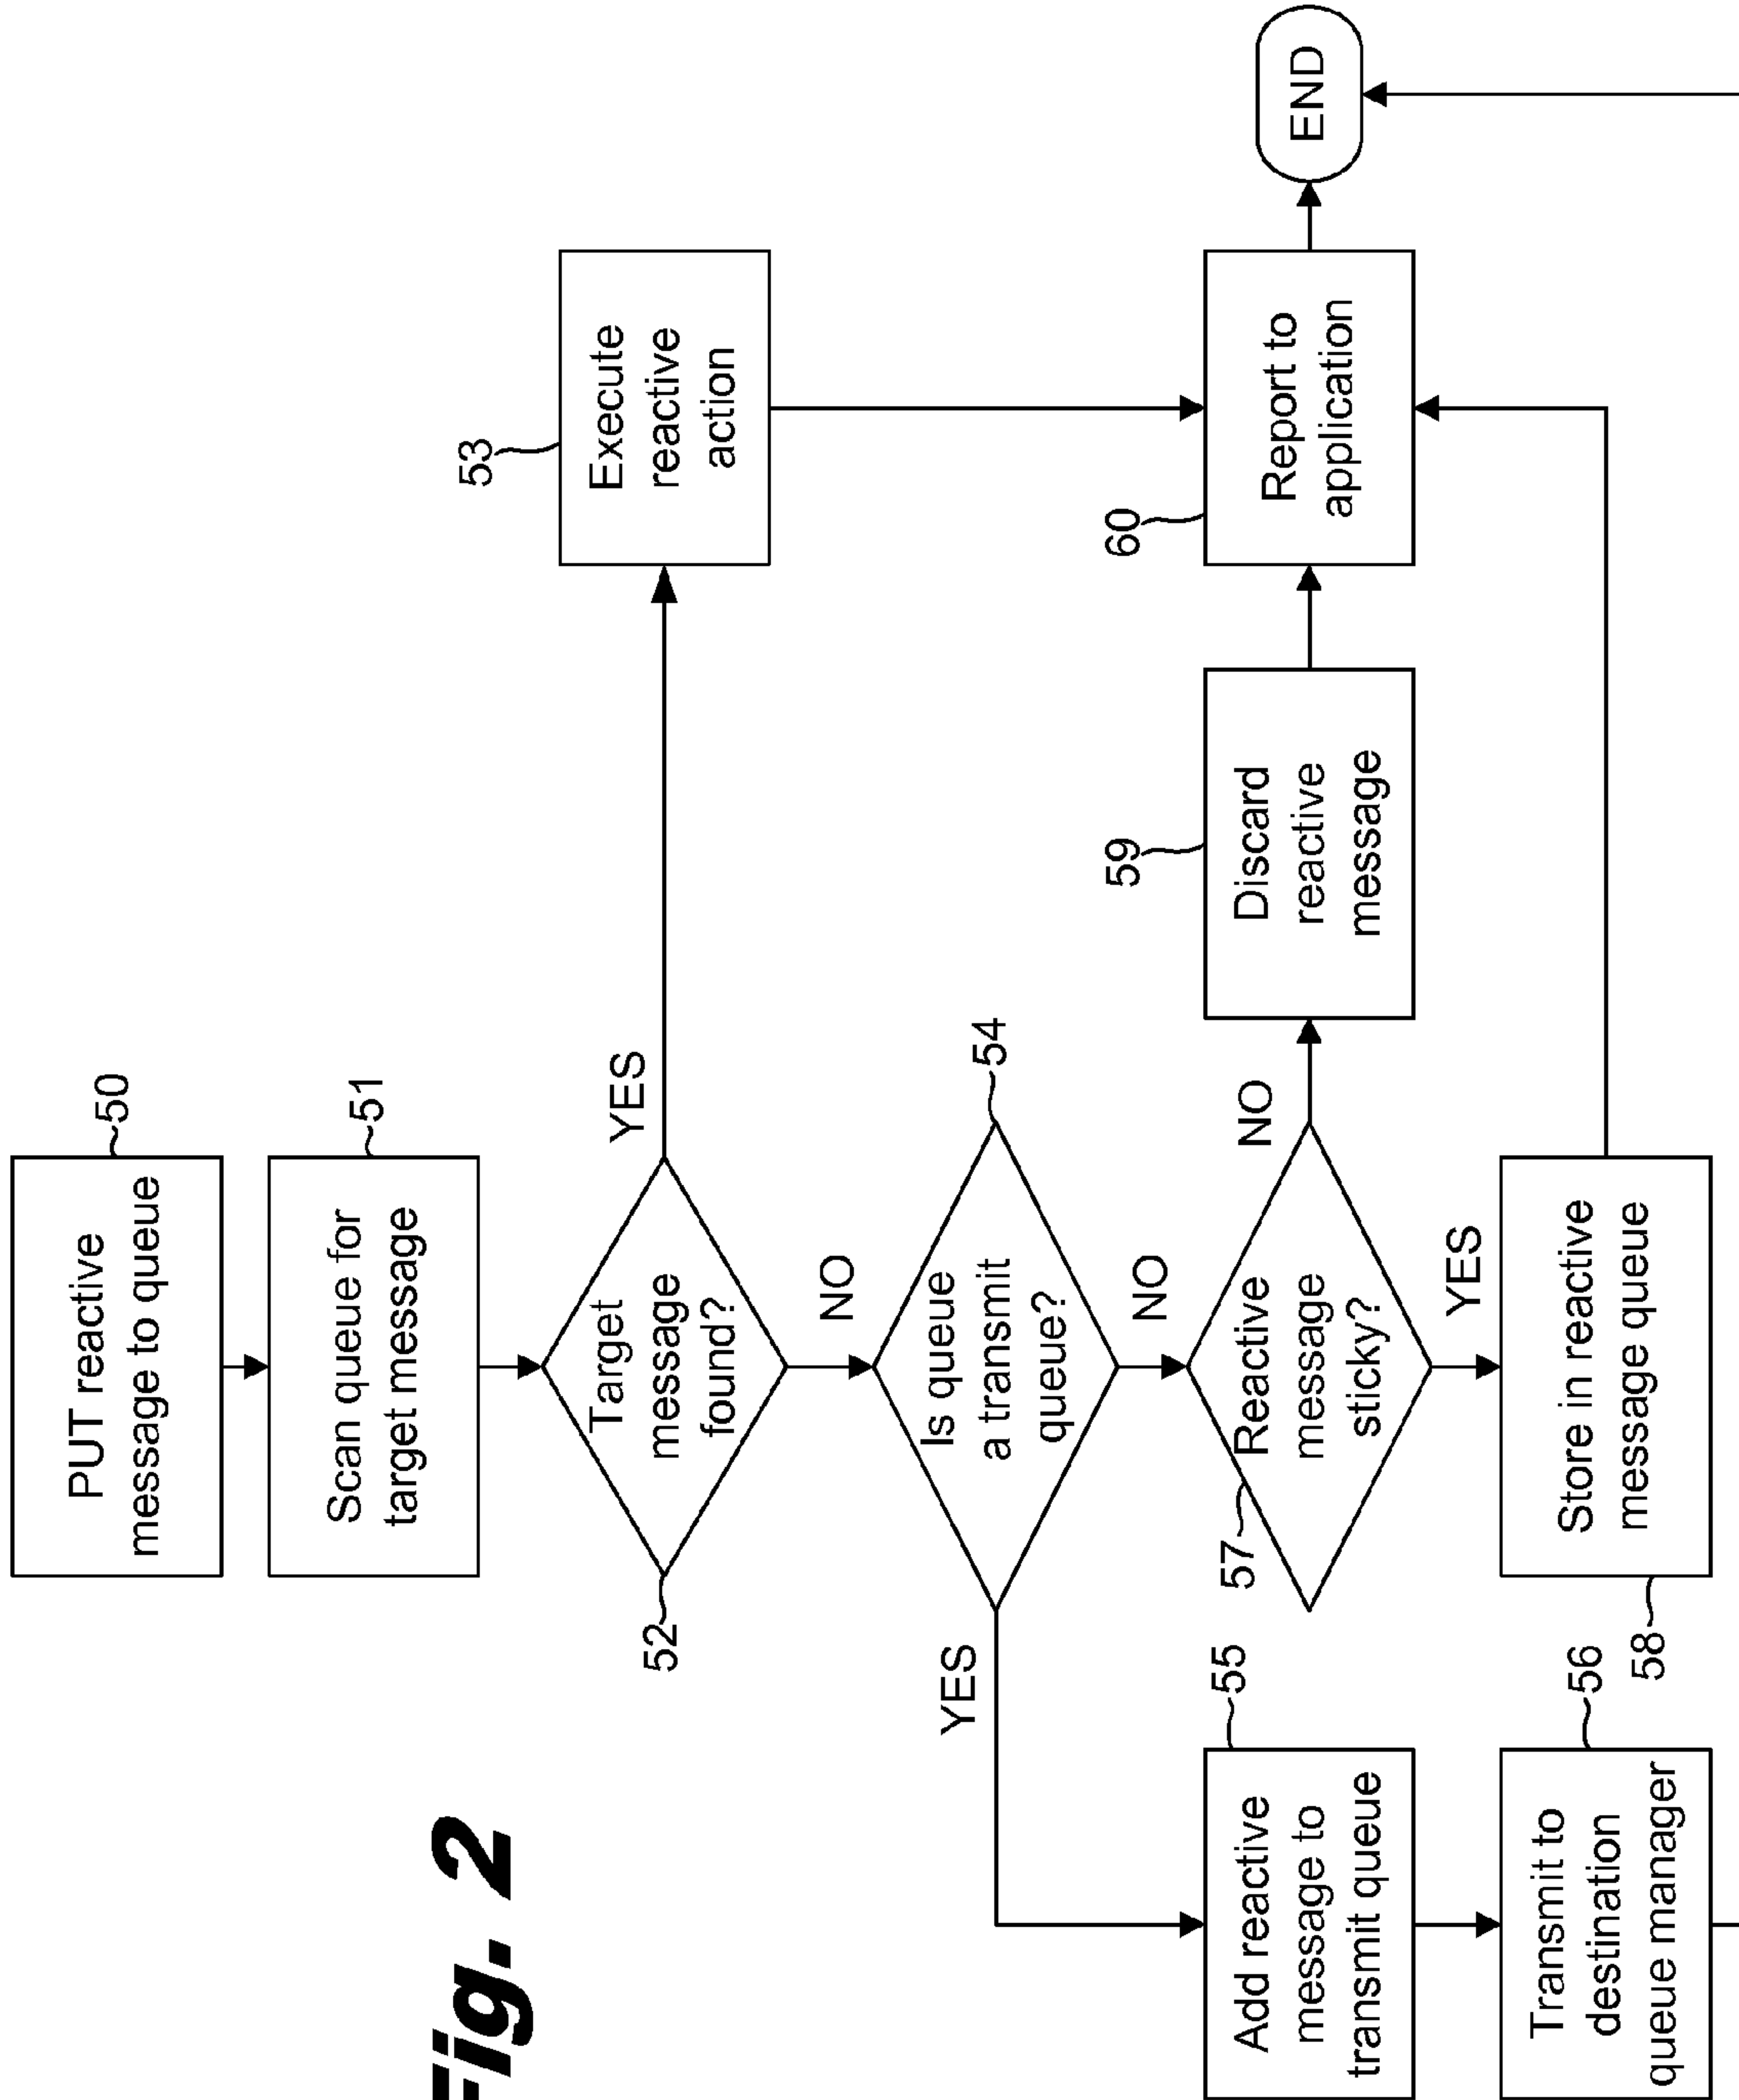 Fig. 2
PUT reactive
message to queue
50
Scan queue for
target message
51
Target
message
found?
52
YES
Execute
reactive
action
53
NO
Is queue
a transmit
queue?
54
YES
Add reactive
message to
transmit queue
55
Transmit to
destination
queue manager
56
NO
Reactive
message
sticky?
57
YES
Store in reactive
message queue
58
NO
Discard
reactive
message
59
Report to
application
60
END